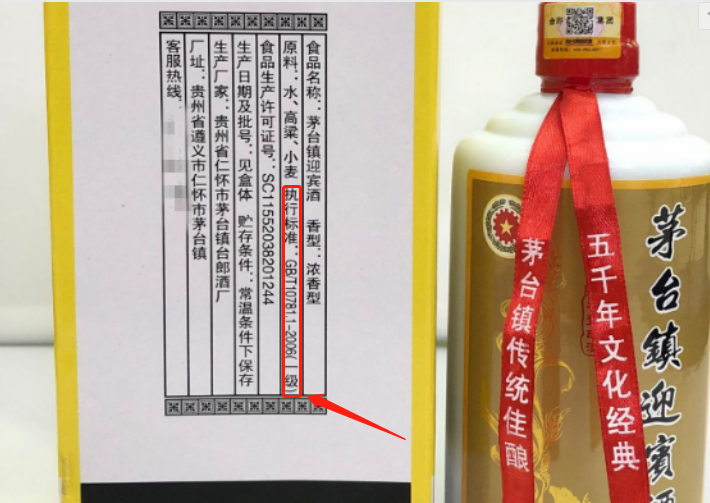 食品名称：茅台镇迎宾酒 香型：浓香型
原料：水、高粱、小麦 执行标准：GB/T10781.1-2006(一级)
食品生产许可证号：SC11552038201244
生产日期及批号：见盒体 贮存条件：常温条件下保存
生产厂家：贵州省仁怀市茅台镇台郎酒厂
厂址：贵州省遵义市仁怀市茅台镇
客服热线：
台郎 集团
五千年文化经典
茅台镇传统佳酿
茅台鎮迎賓酒